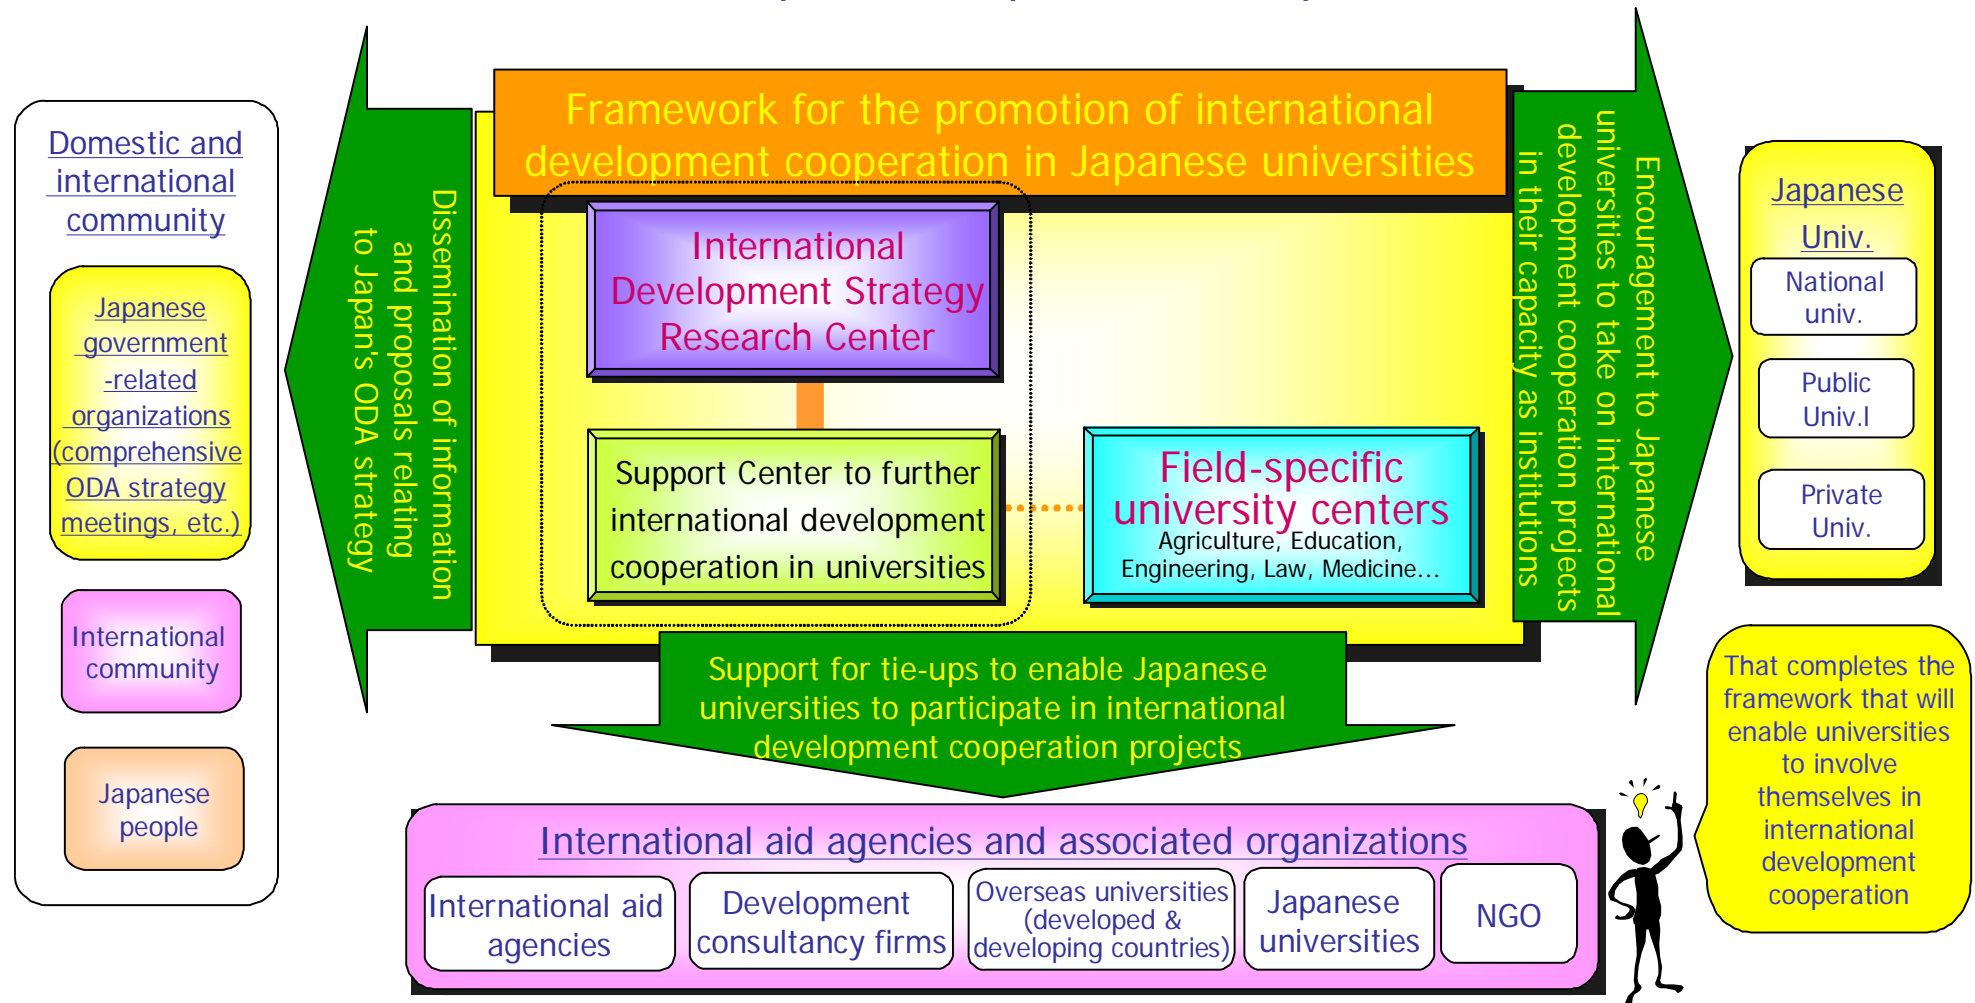 Framework for the promotion of international
development cooperation in Japanese universities
Domestic and
international
community
Japanese
government
-related
organizations
(comprehensive
ODA strategy
meetings, etc.)
International
community
Japanese
people
Dissemination of information
and proposals relating
to Japan's ODA strategy
International
Development Strategy
Research Center
Support Center to further
international development
cooperation in universities
Field-specific
university centers
Agriculture, Education,
Engineering, Law, Medicine...
Encouragement to Japanese
universities to take on international
development cooperation projects
in their capacity as institutions
Japanese
Univ.
National
univ.
Public
Univ.l
Private
Univ.
Support for tie-ups to enable Japanese
universities to participate in international
development cooperation projects
International aid agencies and associated organizations
International aid
agencies
Development
consultancy firms
Overseas universities
(developed &
developing countries)
Japanese
universities
NGO
That completes the
framework that will
enable universities
to involve
themselves in
international
development
cooperation